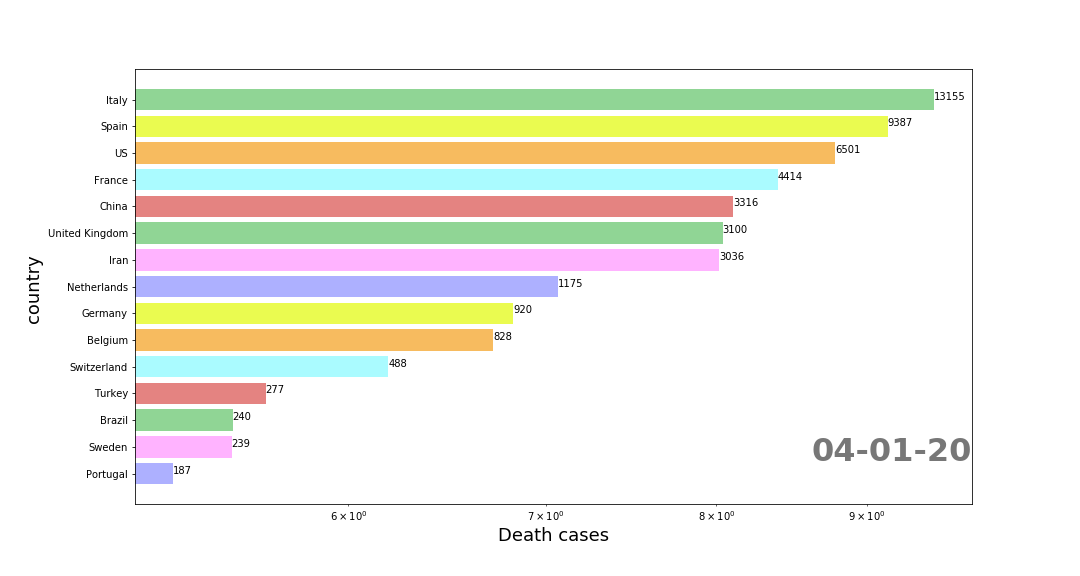 Italy 13155
Spain 9387
US 6501
France 4414
China 3316
United Kingdom 3100
Iran 3036
Netherlands 1175
Germany 920
Belgium 828
Switzerland 488
Turkey 277
Brazil 240
Sweden 239
04-01-20
Portugal 187
country
6 × 10⁰ 7 × 10⁰ 8 × 10⁰ 9 × 10⁰
Death cases